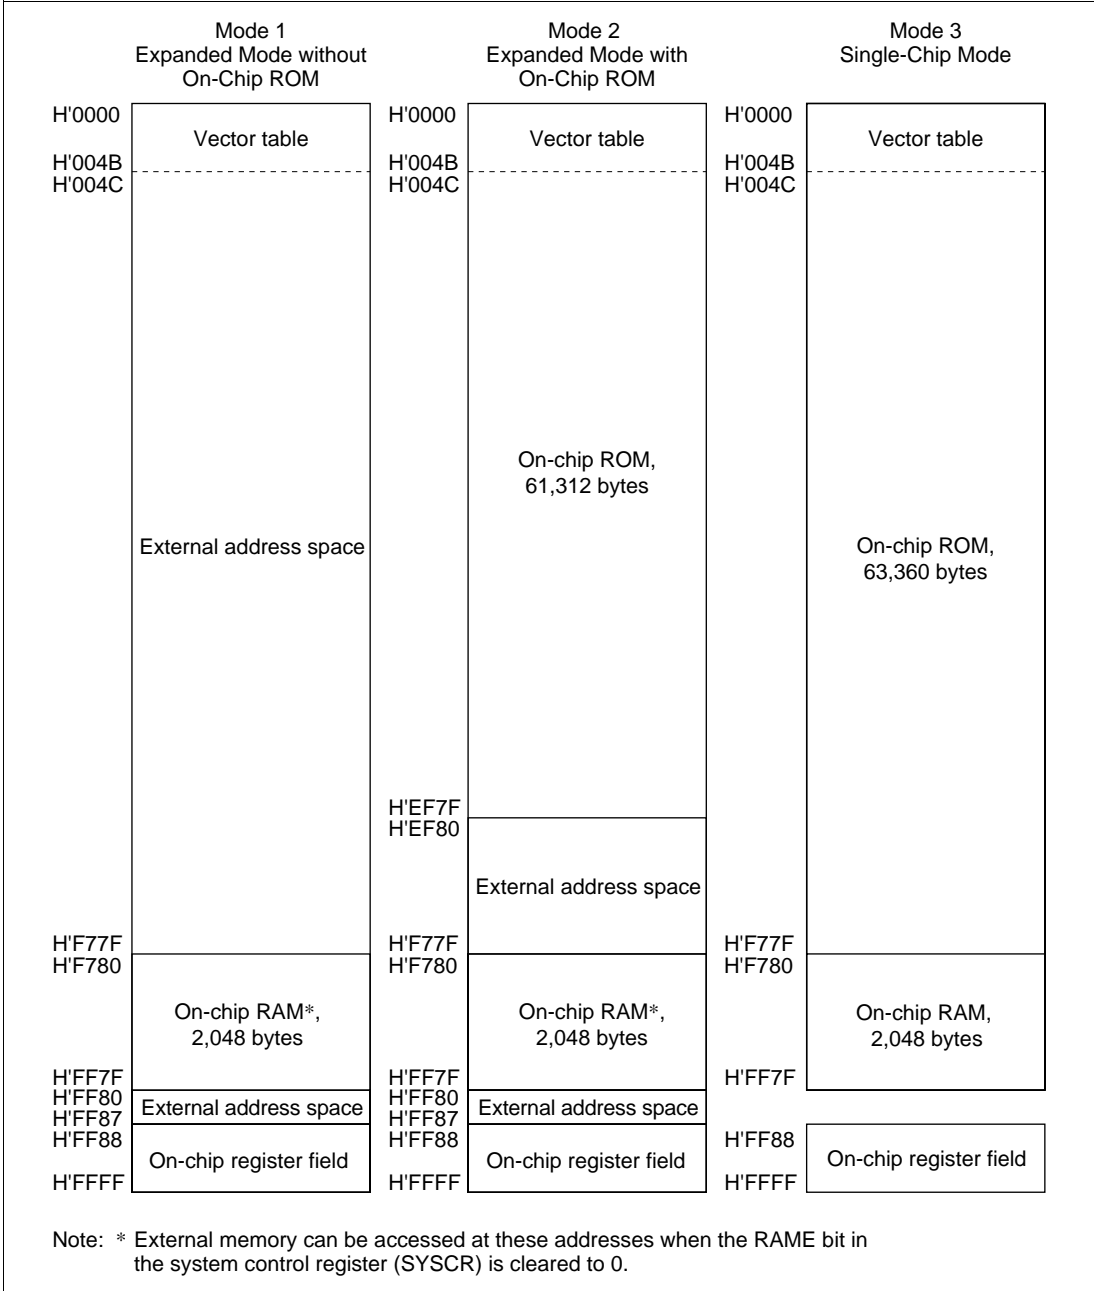 Mode 1
Expanded Mode without
On-Chip ROM
H'0000
Vector table
H'004B
H'004C
External address space
H'F77F
H'F780
On-chip RAM*,
2,048 bytes
H'FF7F
H'FF80
External address space
H'FF87
H'FF88
On-chip register field
H'FFFF
Mode 2
Expanded Mode with
On-Chip ROM
H'0000
Vector table
H'004B
H'004C
On-chip ROM,
61,312 bytes
H'EF7F
H'EF80
External address space
H'F77F
H'F780
On-chip RAM*,
2,048 bytes
H'FF7F
H'FF80
External address space
H'FF87
H'FF88
On-chip register field
H'FFFF
Mode 3
Single-Chip Mode
H'0000
Vector table
H'004B
H'004C
On-chip ROM,
63,360 bytes
H'F77F
H'F780
On-chip RAM,
2,048 bytes
H'FF7F
H'FF88
On-chip register field
H'FFFF
Note: * External memory can be accessed at these addresses when the RAME bit in
the system control register (SYSCR) is cleared to 0.